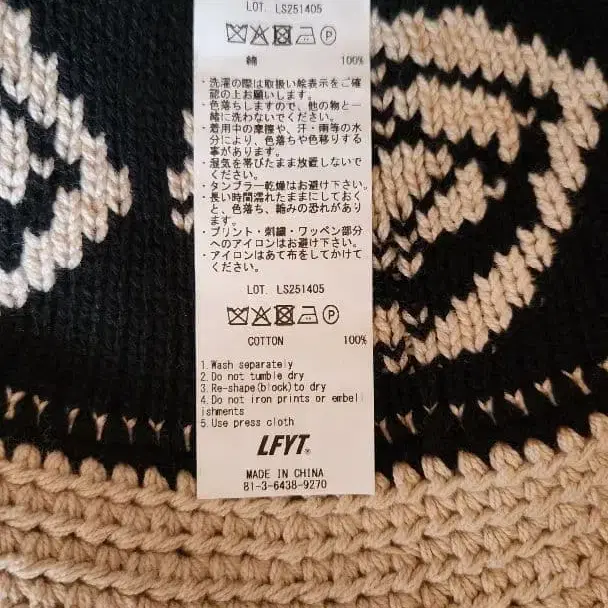 LOT. LS251405
綿 100%
・洗濯の際は取扱い絵表示をご確
認の上お願いします。
・色落ちしますので、他の物と一
緒に洗わないでください。
・着用中の摩擦や、汗・雨等の水
分により、色落ちや色移りする
事があります。
・湿気を帯びたまま放置しないで
ください。
・タンブラー乾燥はお避け下さい。
・長い時間濡れたままにしておく
と、色落ち、縮みの恐れがあり
ます。
・プリント・刺繍・ワッペン部分
へのアイロンはお避け下さい。
・アイロンはあて布をしてかけて
ください。
LOT. LS251405
COTTON 100%
1. Wash separately
2. Do not tumble dry
3. Re-shape(block)to dry
4. Do not iron prints or embel
ishments
5. Use press cloth
LFYT®
MADE IN CHINA
81-3-6438-9270